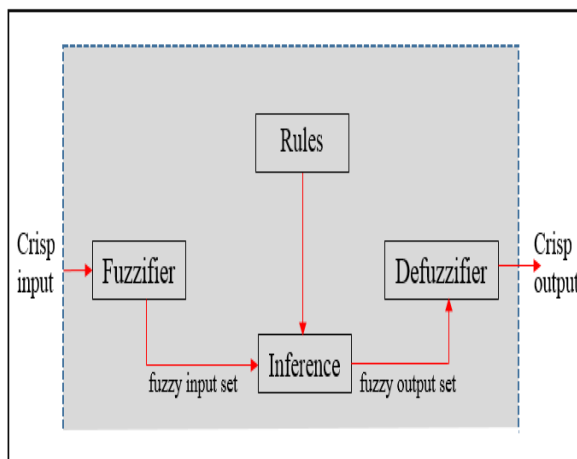 Rules
Crisp
input
Fuzzifier
Defuzzifier
Crisp
output
Inference
fuzzy input set
fuzzy output set